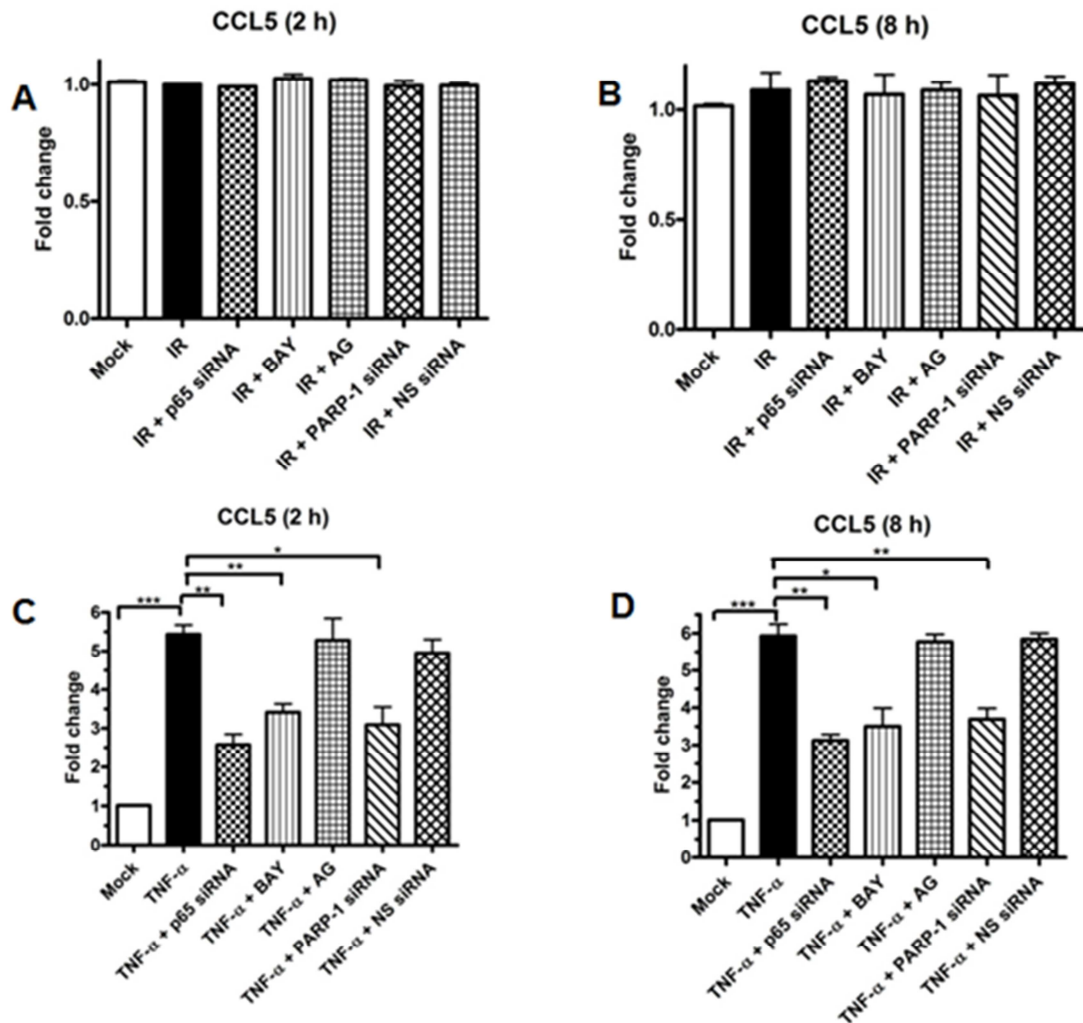 CCL5 (2 h)
A
Fold change
1.0
0.5
0.0
Mock
IR
IR + p65 siRNA
IR + BAY
IR + AG
IR + PARP-1 siRNA
IR + NS siRNA
CCL5 (8 h)
B
Fold change
1.0
0.5
0.0
Mock
IR
IR + p65 siRNA
IR + BAY
IR + AG
IR + PARP-1 siRNA
IR + NS siRNA
CCL5 (2 h)
C
*
**
*** **
Fold change
6
5
4
3
2
1
0
Mock
TNF-α
TNF-α + p65 siRNA
TNF-α + BAY
TNF-α + AG
TNF-α + PARP-1 siRNA
TNF-α + NS siRNA
CCL5 (8 h)
D
**
*
*** **
Fold change
6
5
4
3
2
1
0
Mock
TNF-α
TNF-α + p65 siRNA
TNF-α + BAY
TNF-α + AG
TNF-α + PARP-1 siRNA
TNF-α + NS siRNA